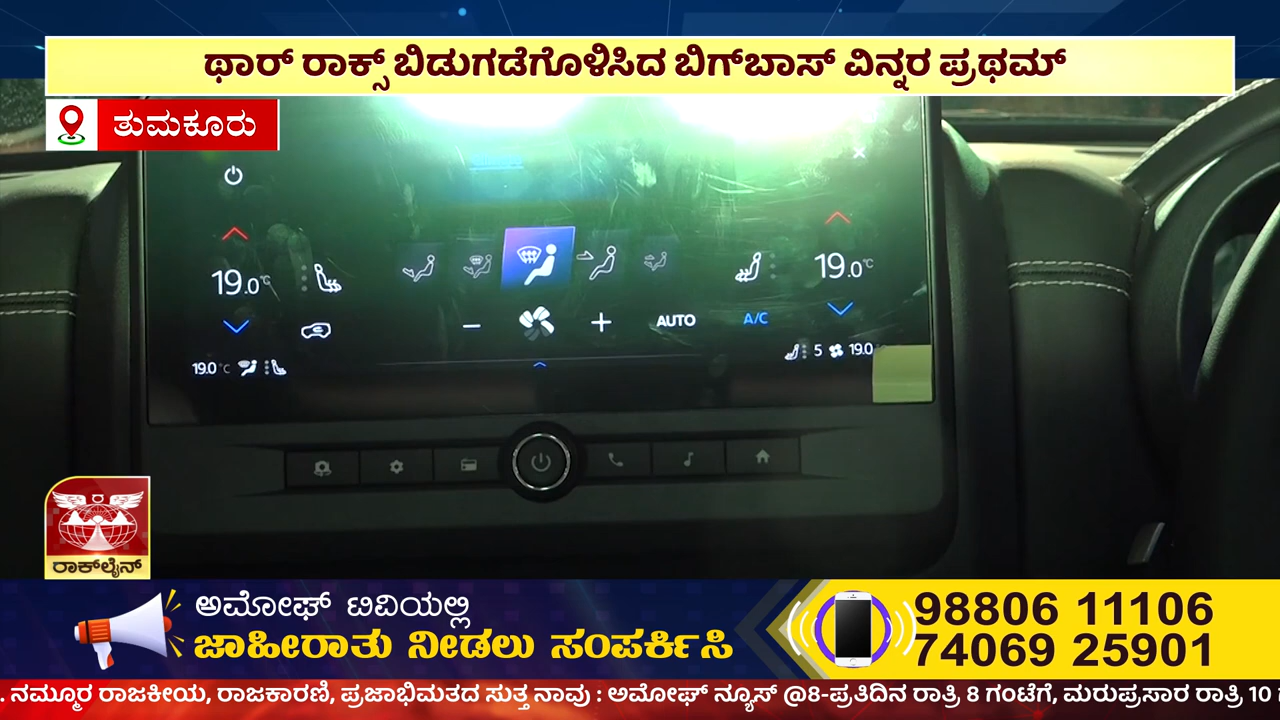 ಥಾರ್ ರಾಕ್ಸ್ ಬಿಡುಗಡೆಗೊಳಿಸಿದ ಬಿಗ್‌ಬಾಸ್ ವಿನ್ನರ ಪ್ರಥಮ್
ತುಮಕೂರು
19.0°C
19.0°C
AUTO
A/C
19.0°C
5
19.0
ರಾಕ್‌ಲೈನ್
ಅಮೋಘ್ ಟಿವಿಯಲ್ಲಿ
ಜಾಹೀರಾತು ನೀಡಲು ಸಂಪರ್ಕಿಸಿ
98806 11106
74069 25901
. ನಮ್ಮೂರ ರಾಜಕೀಯ, ರಾಜಕಾರಣಿ, ಪ್ರಜಾಭಿಮತದ ಸುತ್ತ ನಾವು : ಅಮೋಘ್ ನ್ಯೂಸ್ @8-ಪ್ರತಿದಿನ ರಾತ್ರಿ 8 ಗಂಟೆಗೆ, ಮರುಪ್ರಸಾರ ರಾತ್ರಿ 10